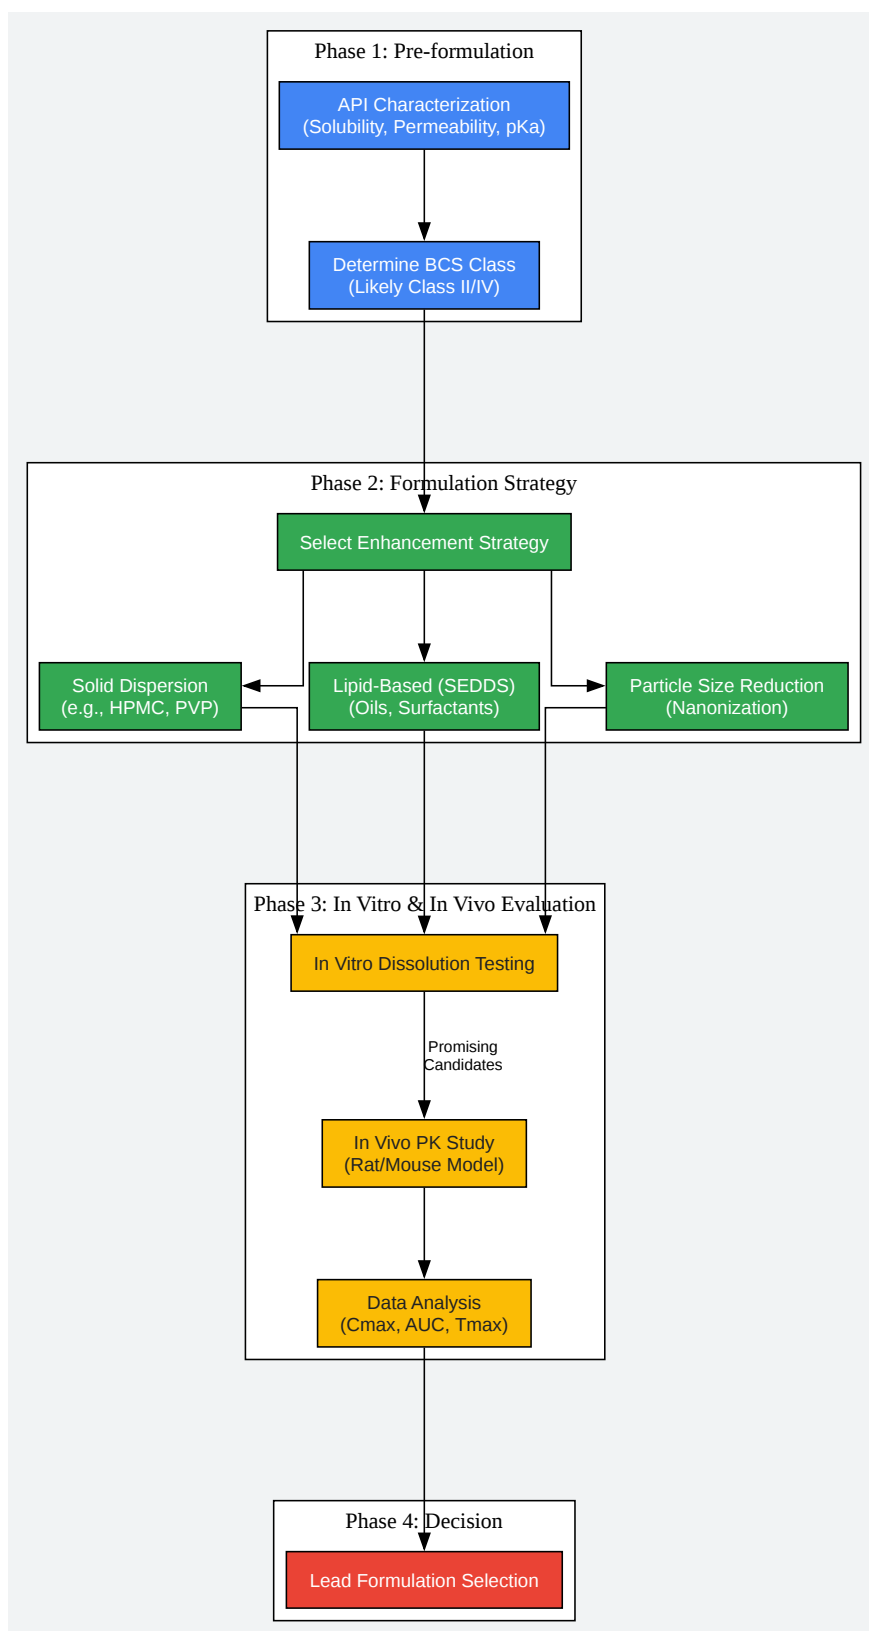 Phase 1: Pre-formulation
API Characterization
(Solubility, Permeability, pKa)
Determine BCS Class
(Likely Class II/IV)
Phase 2: Formulation Strategy
Select Enhancement Strategy
Solid Dispersion
(e.g., HPMC, PVP)
Lipid-Based (SEDDS)
(Oils, Surfactants)
Particle Size Reduction
(Nanonization)
Phase 3: In Vitro & In Vivo Evaluation
In Vitro Dissolution Testing
Promising
Candidates
In Vivo PK Study
(Rat/Mouse Model)
Data Analysis
(Cmax, AUC, Tmax)
Phase 4: Decision
Lead Formulation Selection